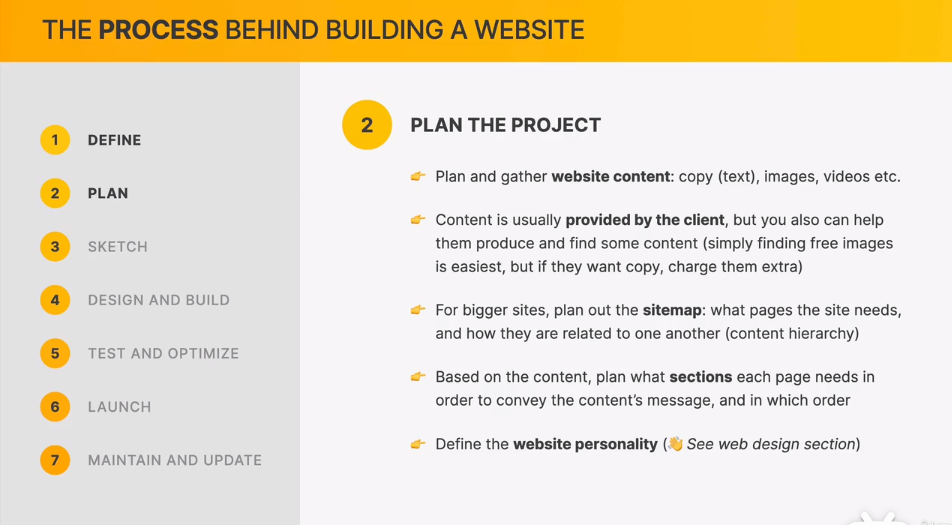 THE PROCESS BEHIND BUILDING A WEBSITE
1 DEFINE
2 PLAN
3 SKETCH
4 DESIGN AND BUILD
5 TEST AND OPTIMIZE
6 LAUNCH
7 MAINTAIN AND UPDATE
2 PLAN THE PROJECT
👉 Plan and gather website content: copy (text), images, videos etc.
👉 Content is usually provided by the client, but you also can help
them produce and find some content (simply finding free images
is easiest, but if they want copy, charge them extra)
👉 For bigger sites, plan out the sitemap: what pages the site needs,
and how they are related to one another (content hierarchy)
👉 Based on the content, plan what sections each page needs in
order to convey the content’s message, and in which order
👉 Define the website personality (👋 See web design section)